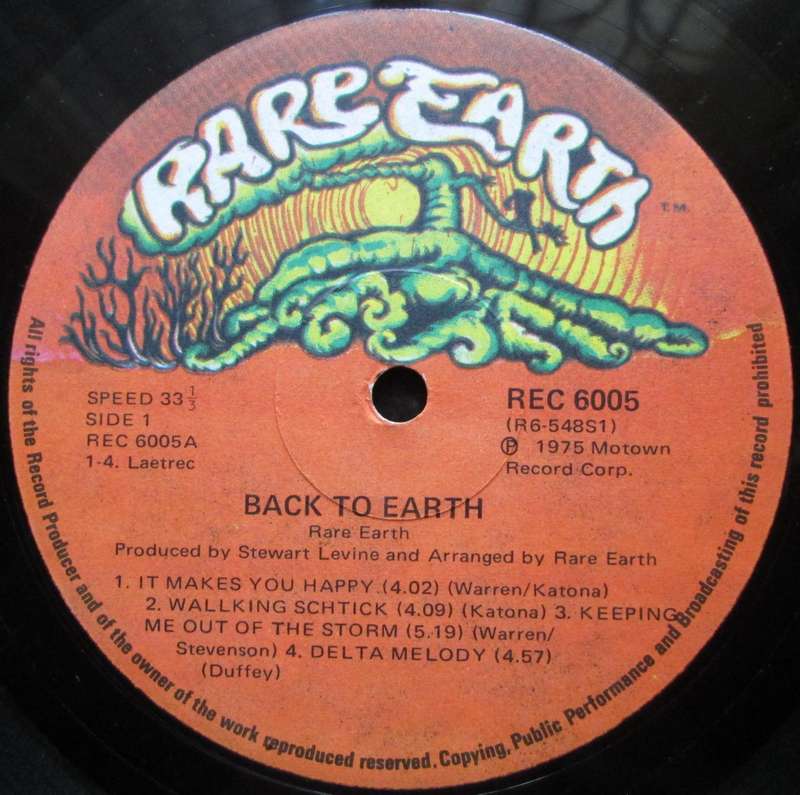 RARE EARTH
T.M.
SPEED 33 1/3
SIDE 1
REC 6005A
1-4. Laetrec
REC 6005
(R6-548S1)
Ⓟ 1975 Motown
Record Corp.
BACK TO EARTH
Rare Earth
Produced by Stewart Levine and Arranged by Rare Earth
1. IT MAKES YOU HAPPY.(4.02) (Warren/Katona)
2. WALLKING SCHTICK (4.09) (Katona) 3. KEEPING
ME OUT OF THE STORM (5.19) (Warren/
Stevenson) 4. DELTA MELODY (4.57)
(Duffey)
All rights of the Record Producer and of the owner of the work reproduced reserved. Copying, Public Performance and Broadcasting of this record prohibited